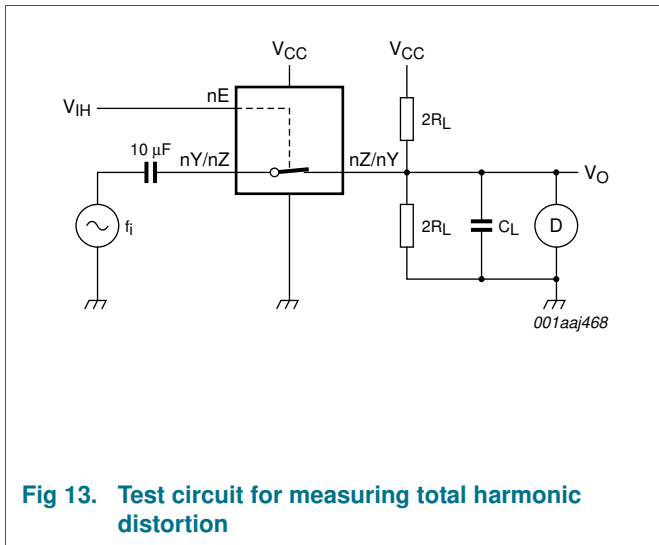 VCC
VCC
nE
VIH
2RL
10 μF
nY/nZ
nZ/nY
VO
fi
2RL
CL
D
001aaj468
Fig 13. Test circuit for measuring total harmonic
distortion